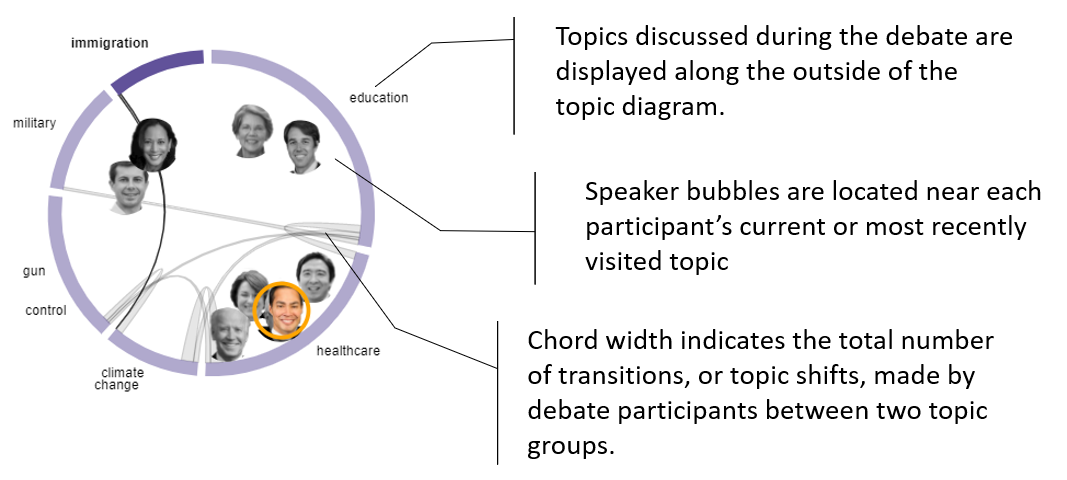 immigration
military
education
gun
control
climate
change
healthcare
Topics discussed during the debate are
displayed along the outside of the
topic diagram.
Speaker bubbles are located near each
participant’s current or most recently
visited topic
Chord width indicates the total number
of transitions, or topic shifts, made by
debate participants between two topic
groups.